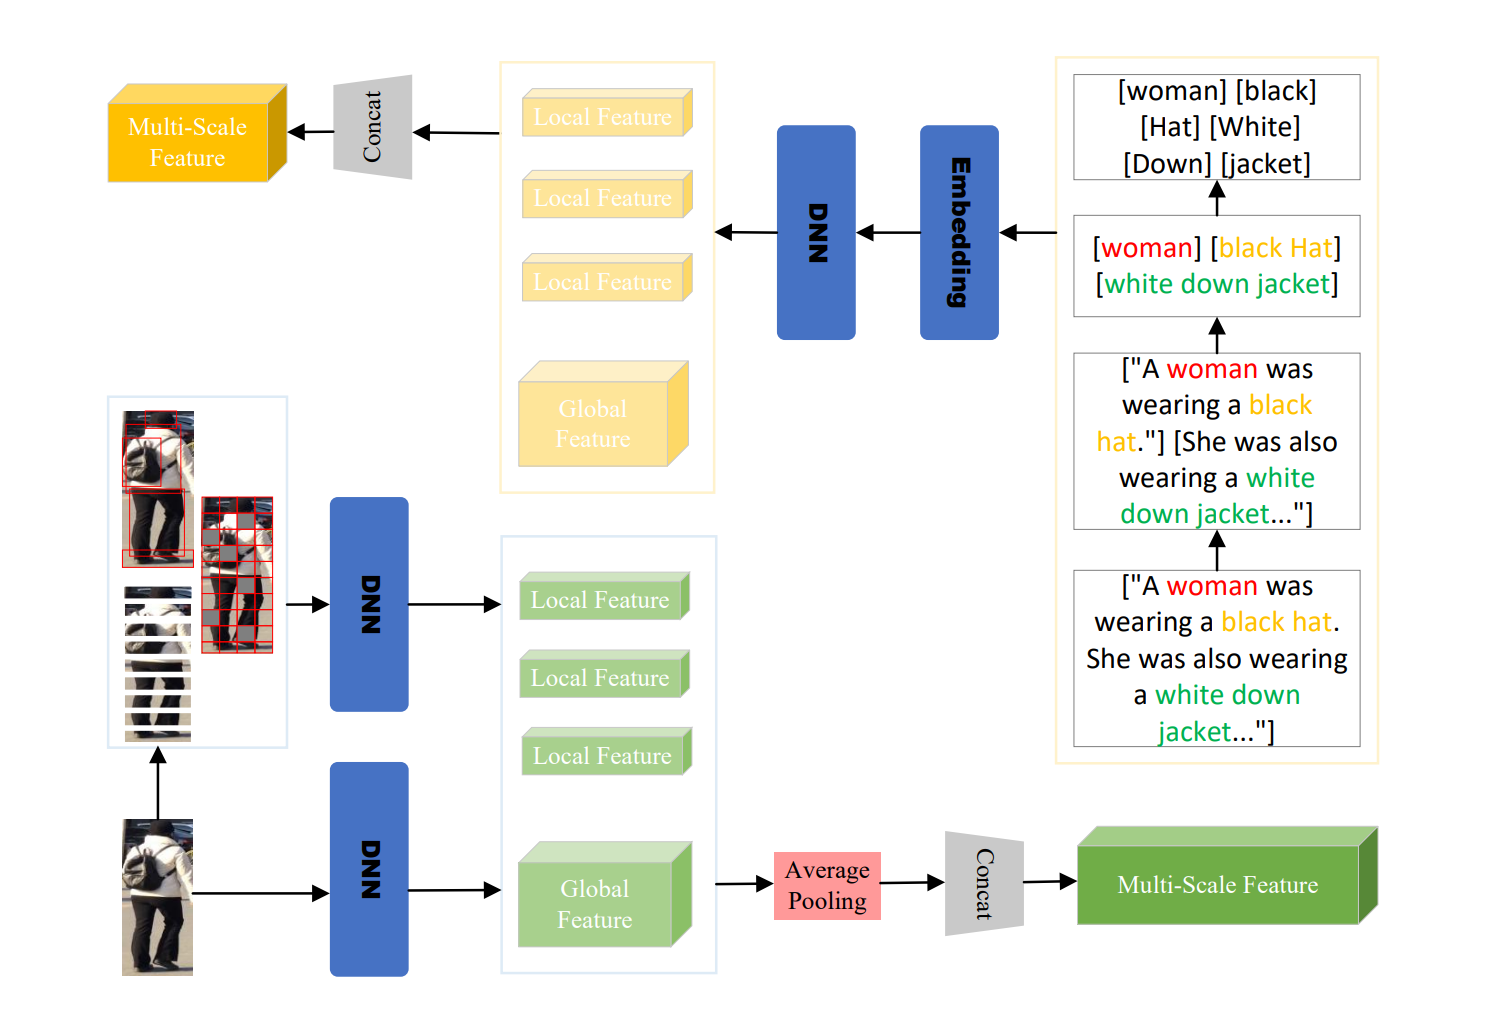 Multi-Scale
Feature
Concat
Local Feature
Local Feature
Local Feature
Global
Feature
DNN
Embedding
[woman] [black]
[Hat] [White]
[Down] [jacket]
[woman] [black Hat]
[white down jacket]
["A woman was
wearing a black
hat."] [She was also
wearing a white
down jacket..."]
["A woman was
wearing a black hat.
She was also wearing
a white down
jacket..."]
DNN
DNN
Local Feature
Local Feature
Local Feature
Global
Feature
Average
Pooling
Concat
Multi-Scale Feature